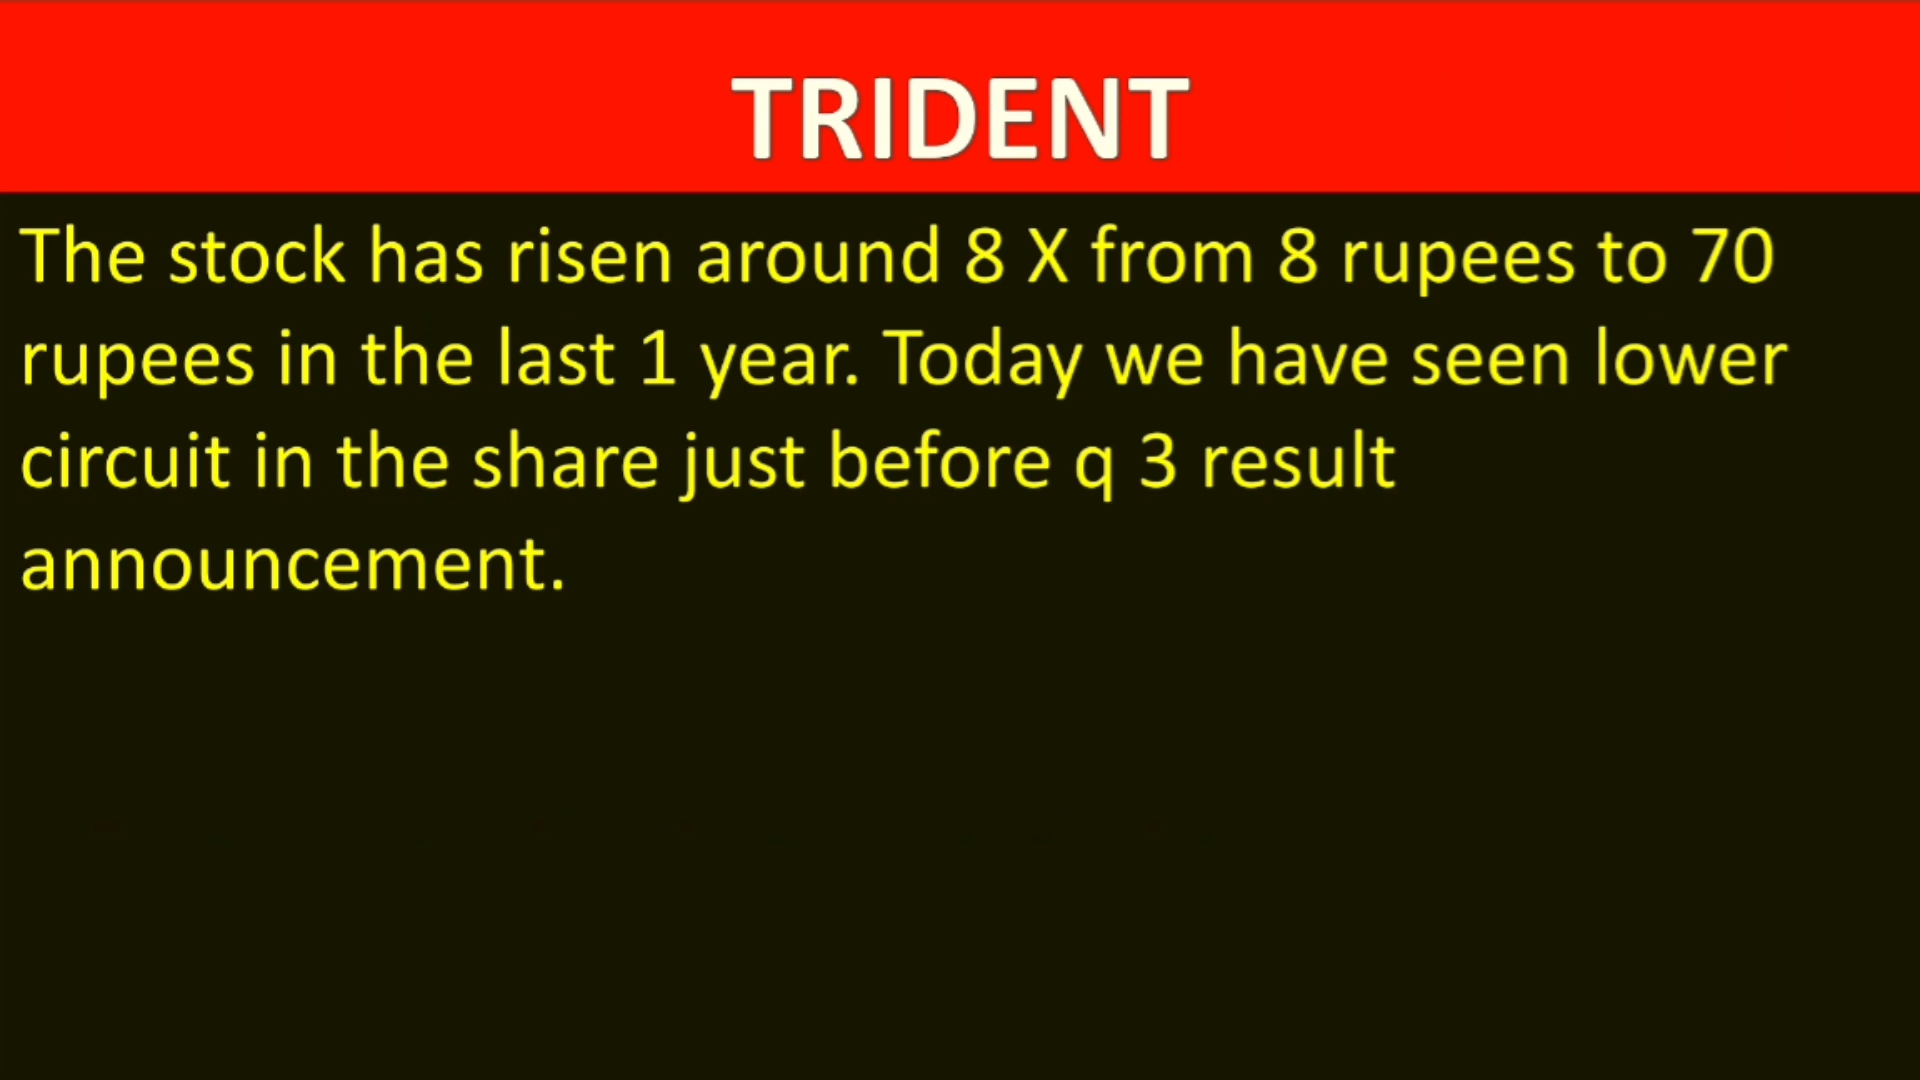 TRIDENT
The stock has risen around 8 X from 8 rupees to 70
rupees in the last 1 year. Today we have seen lower
circuit in the share just before q 3 result
announcement.